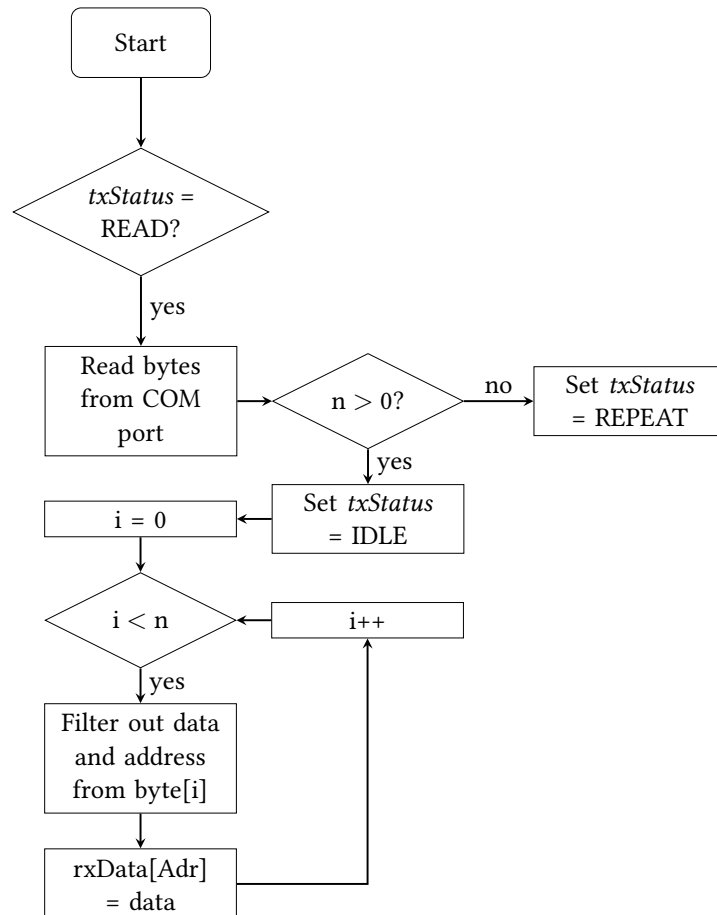 Start
txStatus =
READ?
yes
Read bytes
from COM
port
n > 0?
no
Set txStatus
= REPEAT
yes
Set txStatus
= IDLE
i = 0
i < n
i++
yes
Filter out data
and address
from byte[i]
rxData[Adr]
= data